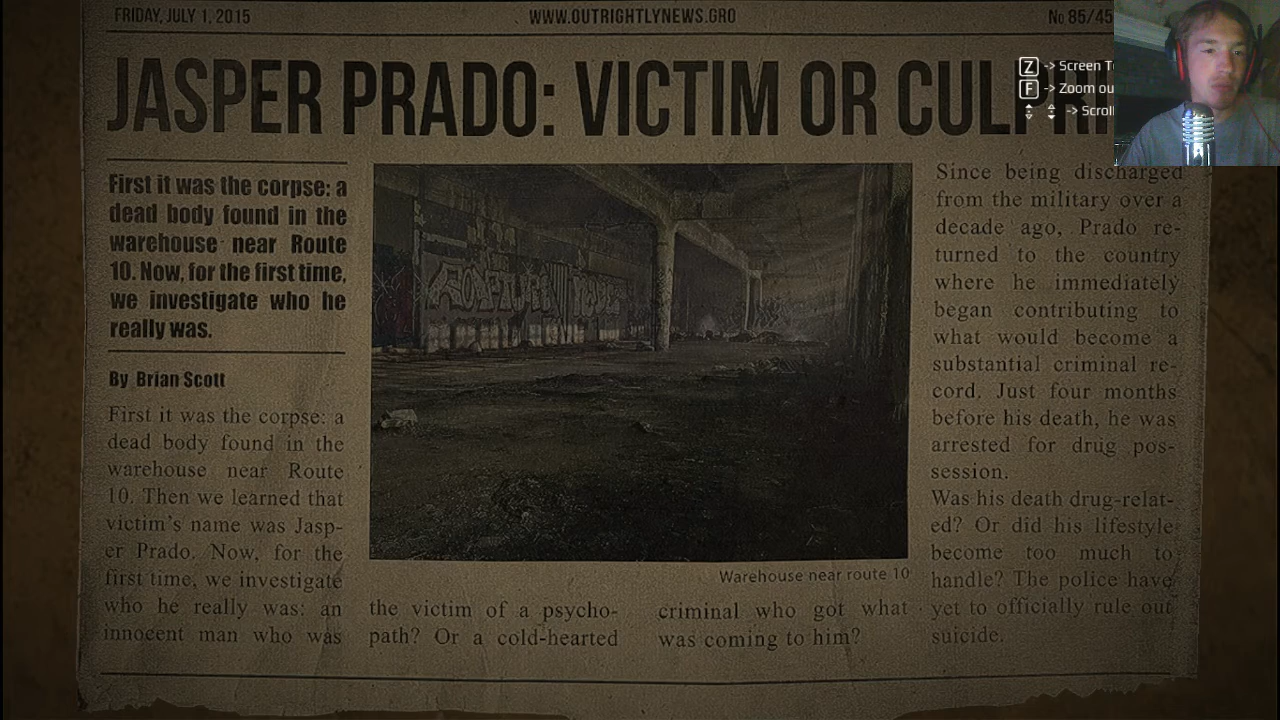 FRIDAY, JULY 1, 2015
WWW.OUTRIGHTLYNEWS.GRO
No 85/45
JASPER PRADO: VICTIM OR
Z -> Screen
F -> Zoom
-> Scroll
First it was the corpse: a
dead body found in the
warehouse near Route
10. Now, for the first time,
we investigate who he
really was.
By Brian Scott
First it was the corpse: a
dead body found in the
warehouse near Route
10. Then we learned that
victim's name was Jasp-
er Prado. Now, for the
first time, we investigate
who he really was: an
innocent man who was
Warehouse near route 10
the victim of a psycho-
path? Or a cold-hearted
criminal who got what
was coming to him?
Since being discharged
from the military over a
decade ago, Prado re-
turned to the country
where he immediately
began contributing to
what would become a
substantial criminal re-
cord. Just four months
before his death, he was
arrested for drug pos-
session.
Was his death drug-relat-
ed? Or did his lifestyle
become too much to
handle? The police have
yet to officially rule out
suicide.